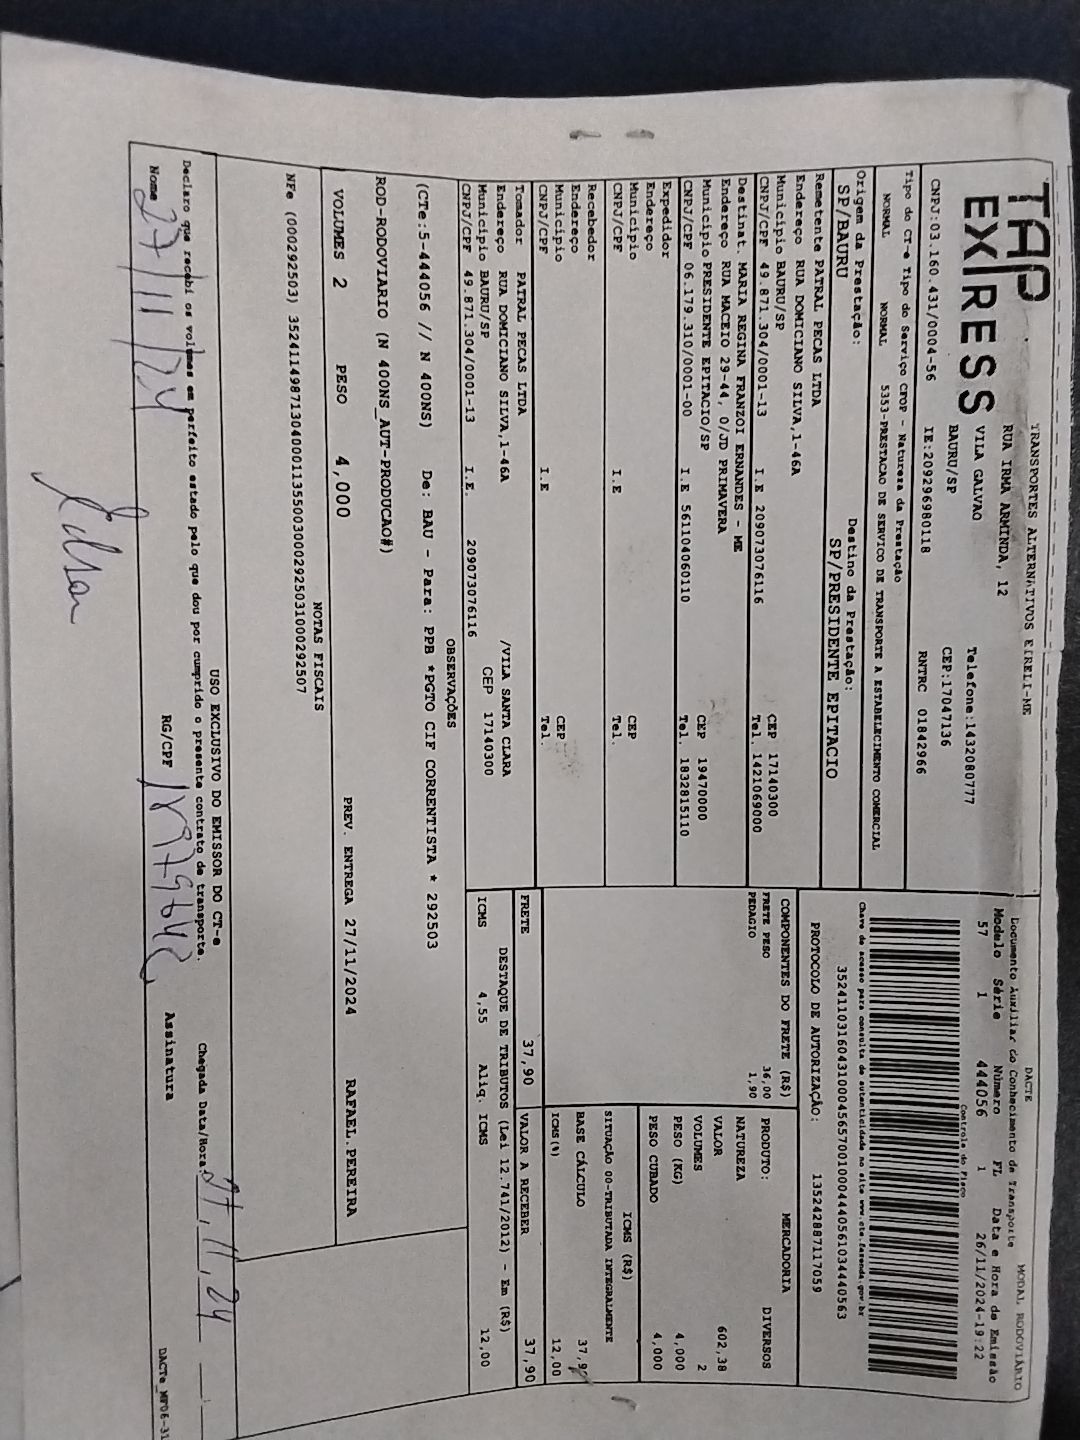 TAP
EXPRESS
TRANSPORTES ALTERNATIVOS EIRELI-ME
RUA IRMA ARMINDA, 12
VILA GALVAO
BAURU/SP
Telefone:1432080777
CEP:17047136
CNPJ:03.160.431/0004-56 IE:209296980118 RNTRC 01842966
DACTE MODAL RODOVIÁRIO
Documento Auxiliar do Conhecimento de Transporte
Modelo Série Número FL Data e Hora de Emissão
57 1 444056 1 26/11/2024-19:22
Controle do Fisco
Chave de acesso para consulta de autenticidade no site www.cte.fazenda.gov.br
35241103160431000456570010004440561034440563
PROTOCOLO DE AUTORIZAÇÃO: 135242887117059
Tipo do CT-e Tipo do Serviço CFOP - Natureza da Prestação
NORMAL NORMAL 5353-PRESTACAO DE SERVICO DE TRANSPORTE A ESTABELECIMENTO COMERCIAL
Origem da Prestação: Destino da Prestação:
SP/BAURU SP/PRESIDENTE EPITACIO
Remetente PATRAL PECAS LTDA
Endereço RUA DOMICIANO SILVA,1-46A
Município BAURU/SP CEP 17140300
CNPJ/CPF 49.871.304/0001-13 I.E 209073076116 Tel. 1421069000
Destinat. MARIA REGINA FRANZOI ERNANDES - ME
Endereço RUA MACEIO 29-44, 0/JD PRIMAVERA
Município PRESIDENTE EPITACIO/SP CEP 19470000
CNPJ/CPF 06.179.310/0001-00 I.E 561104060110 Tel. 18332815110
Expedidor
Endereço
Município CEP
CNPJ/CPF I.E Tel.
Recebedor
Endereço
Município CEP
CNPJ/CPF I.E Tel.
Tomador PATRAL PECAS LTDA
Endereço RUA DOMICIANO SILVA,1-46A /VILA SANTA CLARA
Município BAURU/SP CEP 17140300
CNPJ/CPF 49.871.304/0001-13 I.E. 209073076116
COMPONENTES DO FRETE (R$)
FRETE PESO 36,00
PEDAGIO 1,90
PRODUTO: MERCADORIA
NATUREZA DIVERSOS
VALOR 602,38
VOLUMES 2
PESO (KG) 4,000
PESO CUBADO 4,000
ICMS (R$)
SITUAÇÃO 00-TRIBUTADA INTEGRALMENTE
BASE CÁLCULO 37,90
ICMS(%) 12,00
FRETE 37,90 VALOR A RECEBER 37,90
DESTAQUE DE TRIBUTOS (Lei 12.741/2012) - Em (R$)
ICMS 4,55 Aliq. ICMS 12,00
OBSERVAÇÕES
(CTe:5-444056 // N 400NS) De: BAU - Para: PPB *PGTO CIF CORRENTISTA * 292503
ROD-RODOVIARIO (N 400NS_AUT-PRODUCAO#)
VOLUMES 2 PESO 4,000 PREV. ENTREGA 27/11/2024 RAFAEL.PEREIRA
NOTAS FISCAIS
NFe (000292503) 35241149871304000113550030002925031000292507
USO EXCLUSIVO DO EMISSOR DO CT-e
Declaro que recebi os volumes em perfeito estado pelo que dou por cumprido o presente contrato de transporte.
Chegada Data/Hora: 27, 11, 24
Nome 27/11/24 RG/CPF Assinatura
DACTe_MF06-31